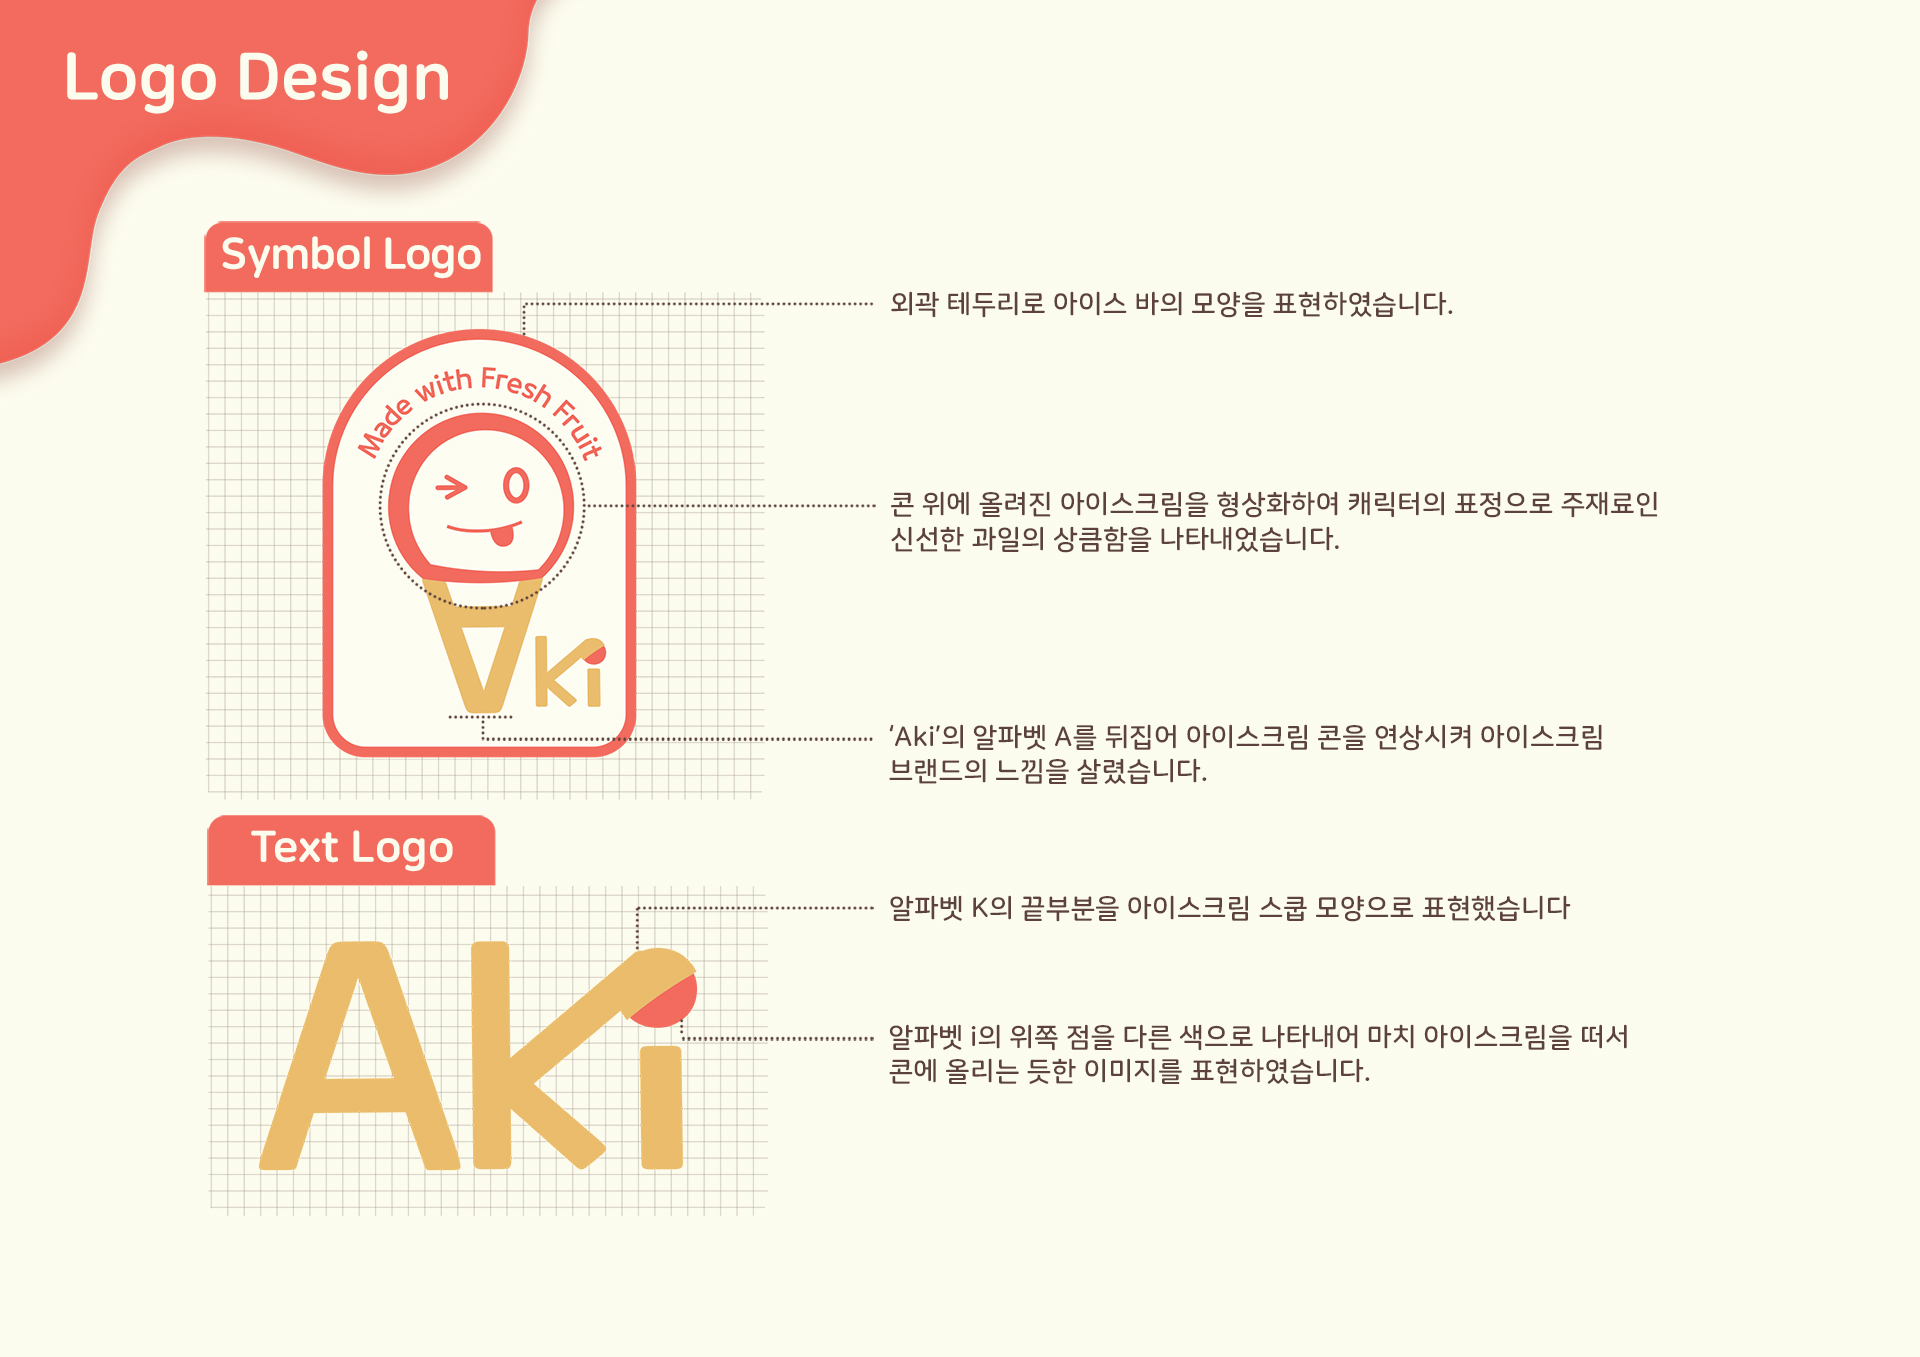 Logo Design
Symbol Logo
외곽 테두리로 아이스 바의 모양을 표현하였습니다.
Made with Fresh Fruit
콘 위에 올려진 아이스크림을 형상화하여 캐릭터의 표정으로 주재료인
신선한 과일의 상큼함을 나타내었습니다.
Aki
‘Aki’의 알파벳 A를 뒤집어 아이스크림 콘을 연상시켜 아이스크림
브랜드의 느낌을 살렸습니다.
Text Logo
알파벳 K의 끝부분을 아이스크림 스쿱 모양으로 표현했습니다
Aki
알파벳 i의 위쪽 점을 다른 색으로 나타내어 마치 아이스크림을 떠서
콘에 올리는 듯한 이미지를 표현하였습니다.